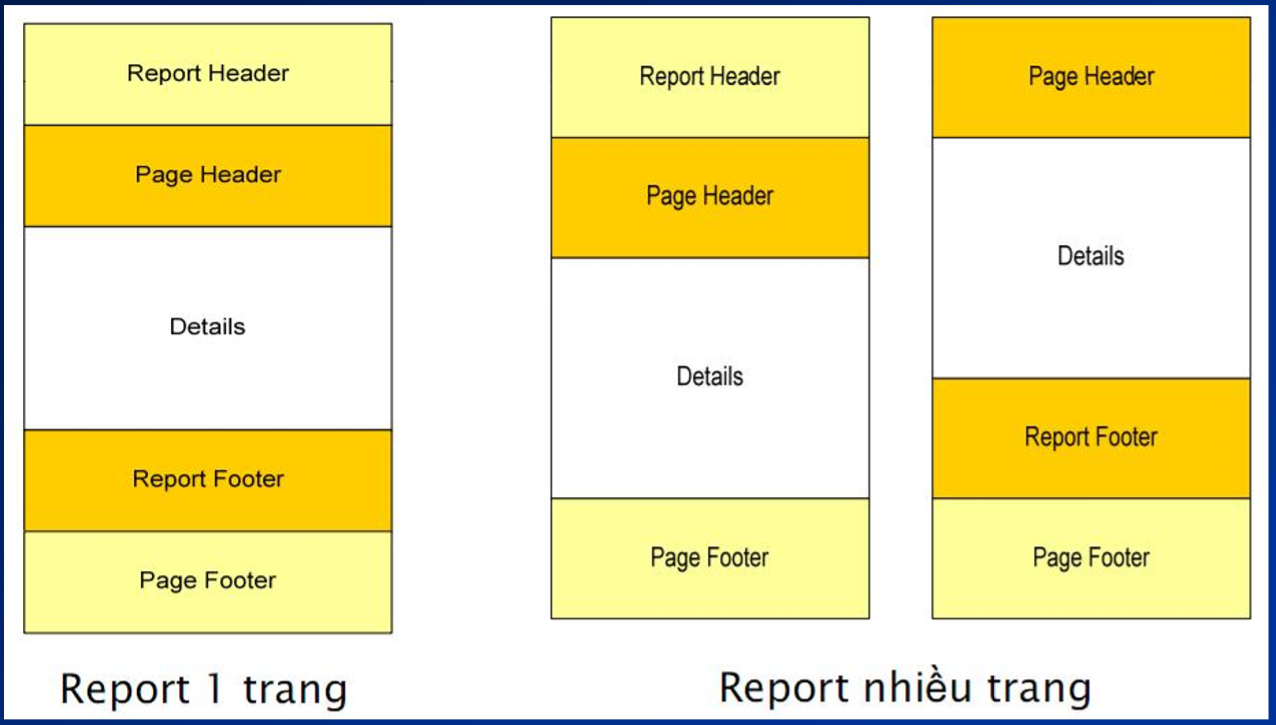 Report Header
Page Header
Details
Report Footer
Page Footer
Report 1 trang
Report Header
Page Header
Details
Page Footer
Page Header
Details
Report Footer
Page Footer
Report nhiều trang